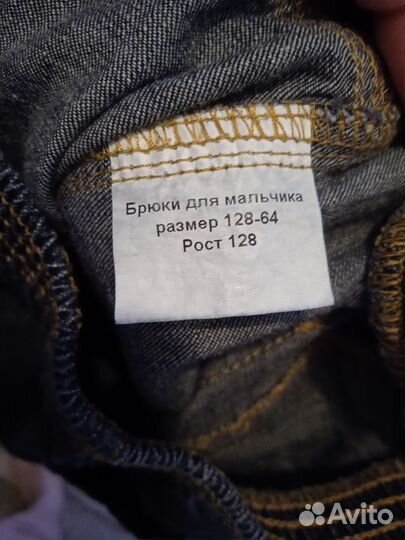 Брюки для мальчика
размер 128-64
Рост 128
Avito